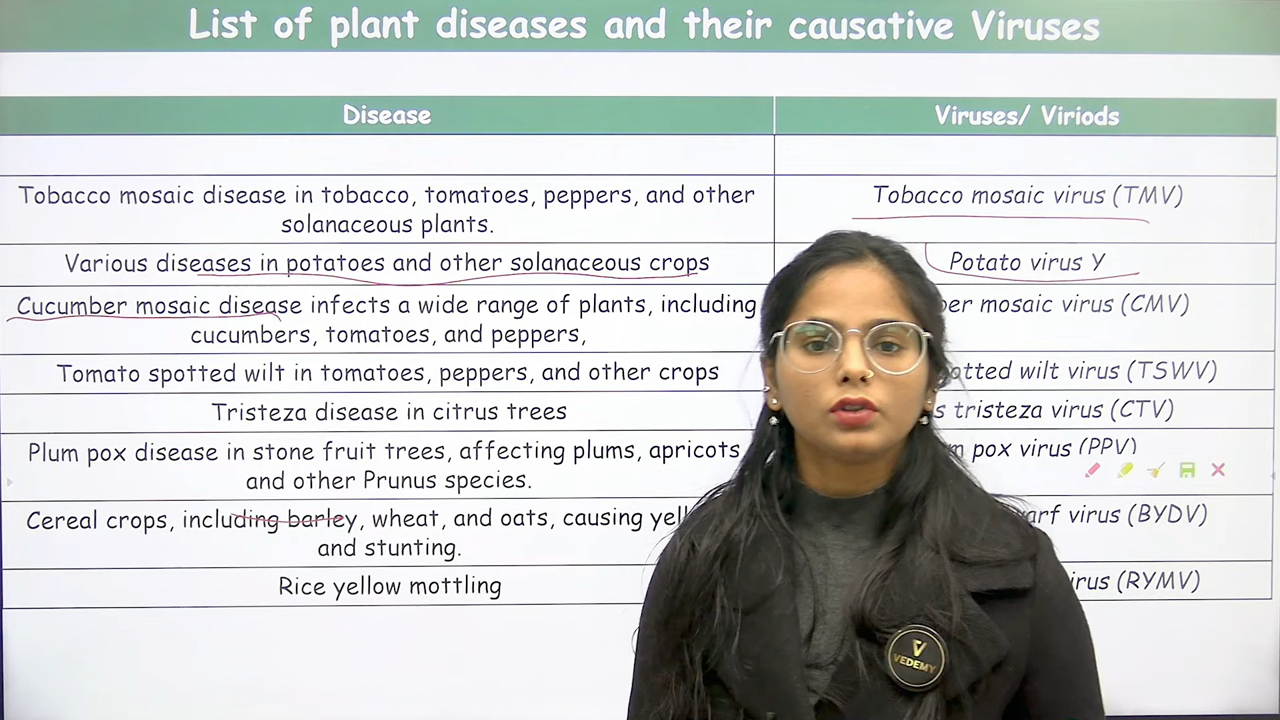 List of plant diseases and their causative Viruses
Disease
Viruses/ Viriods
Tobacco mosaic disease in tobacco, tomatoes, peppers, and other
solanaceous plants.
Tobacco mosaic virus (TMV)
Various diseases in potatoes and other solanaceous crops
Potato virus Y
Cucumber mosaic disease infects a wide range of plants, including
cucumbers, tomatoes, and peppers,
mosaic virus (CMV)
Tomato spotted wilt in tomatoes, peppers, and other crops
wilt virus (TSWV)
Tristeza disease in citrus trees
tristeza virus (CTV)
Plum pox disease in stone fruit trees, affecting plums, apricots
and other Prunus species.
pox virus (PPV)
Cereal crops, including barley, wheat, and oats, causing
and stunting.
virus (BYDV)
Rice yellow mottling
(RYMV)
V
VEDEMY